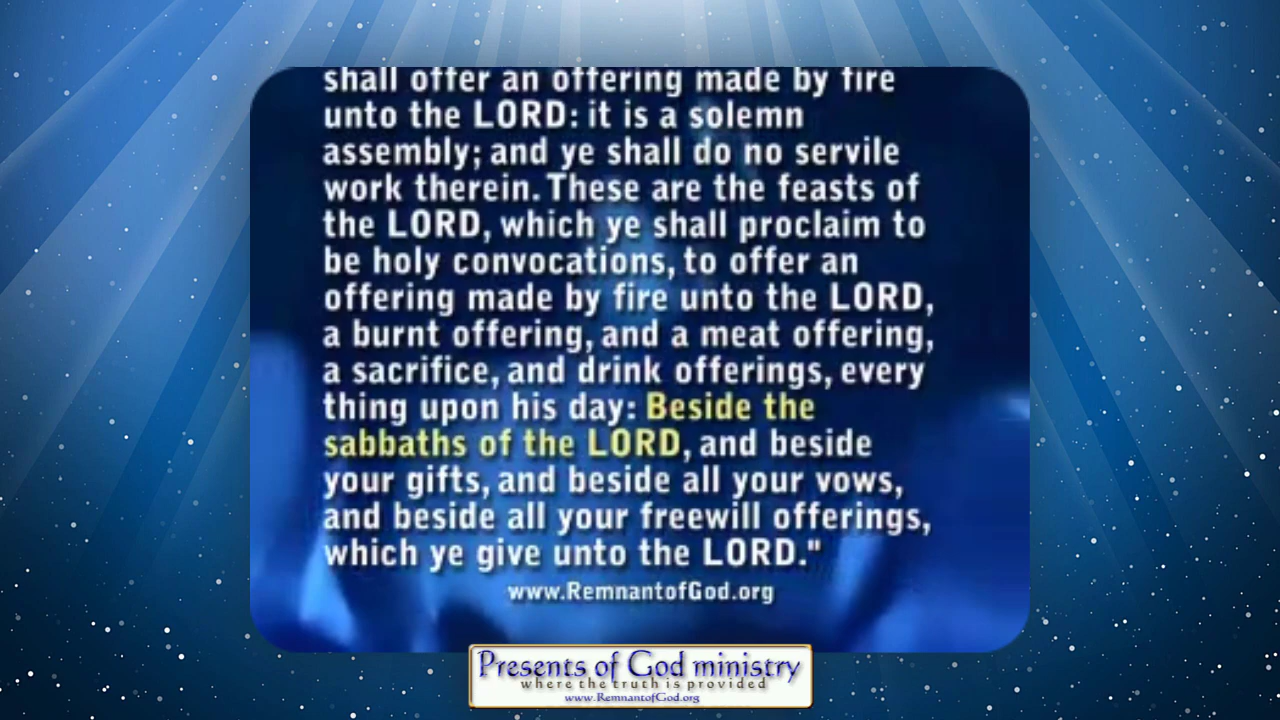 shall offer an offering made by fire
unto the LORD: it is a solemn
assembly; and ye shall do no servile
work therein. These are the feasts of
the LORD, which ye shall proclaim to
be holy convocations, to offer an
offering made by fire unto the LORD,
a burnt offering, and a meat offering,
a sacrifice, and drink offerings, every
thing upon his day: Beside the
sabbaths of the LORD, and beside
your gifts, and beside all your vows,
and beside all your freewill offerings,
which ye give unto the LORD."
www.RemnantofGod.org
Presents of God ministry
where the truth is provided
www.RemnantofGod.org